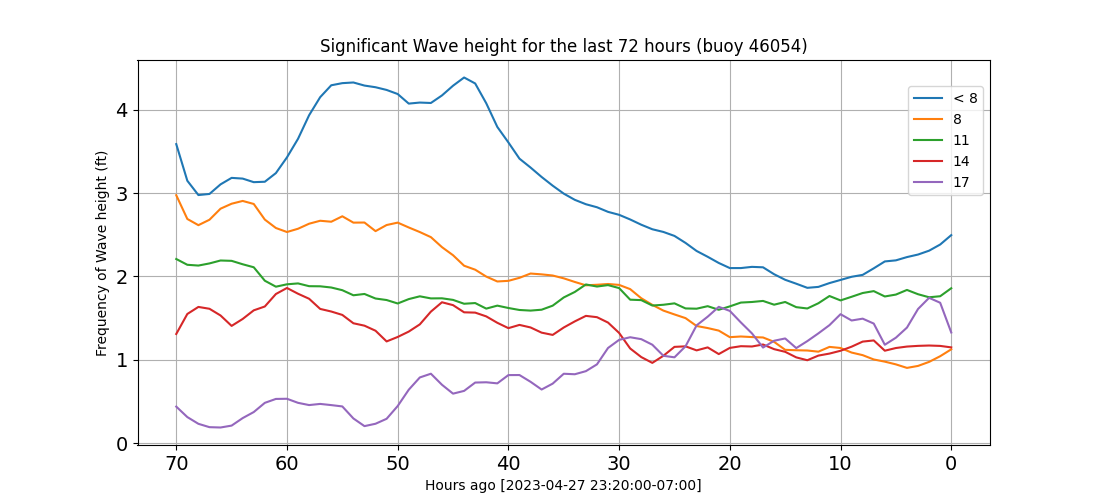 Significant Wave height for the last 72 hours (buoy 46054)
Frequency of Wave height (ft)
4
3
2
1
0
< 8
8
11
14
17
70 60 50 40 30 20 10 0
Hours ago [2023-04-27 23:20:00-07:00]